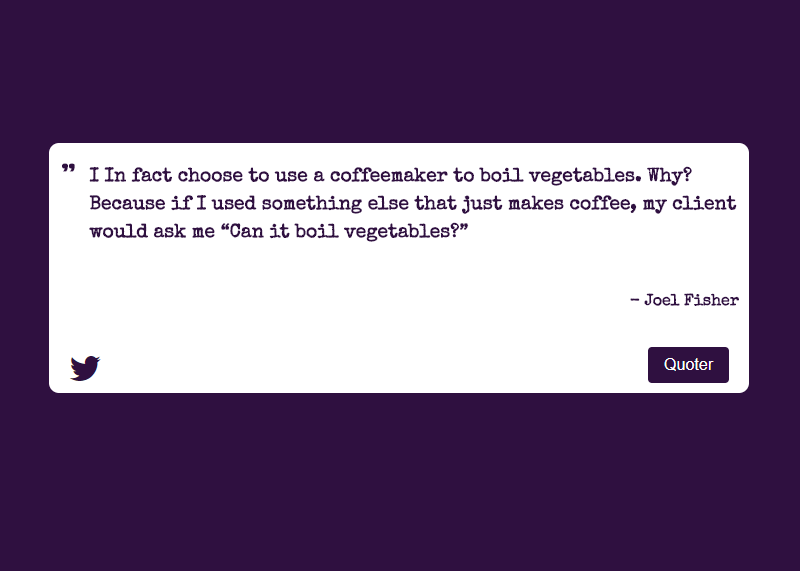 ” I In fact choose to use a coffeemaker to boil vegetables. Why?
Because if I used something else that just makes coffee, my client
would ask me “Can it boil vegetables?”
- Joel Fisher
Quoter